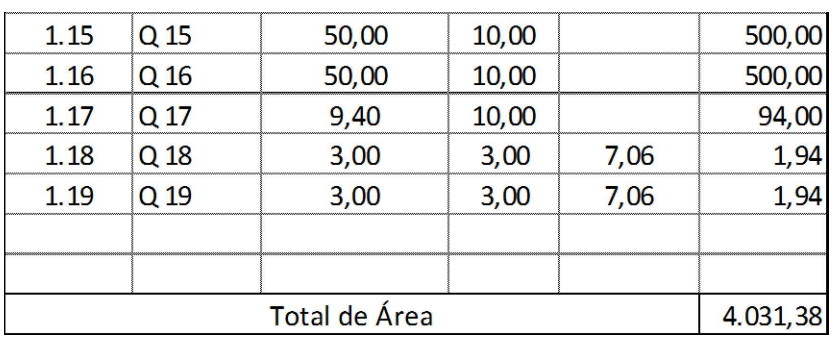 1.15 Q 15 50,00 10,00 500,00
1.16 Q 16 50,00 10,00 500,00
1.17 Q 17 9,40 10,00 94,00
1.18 Q 18 3,00 3,00 7,06 1,94
1.19 Q 19 3,00 3,00 7,06 1,94
Total de Área 4.031,38